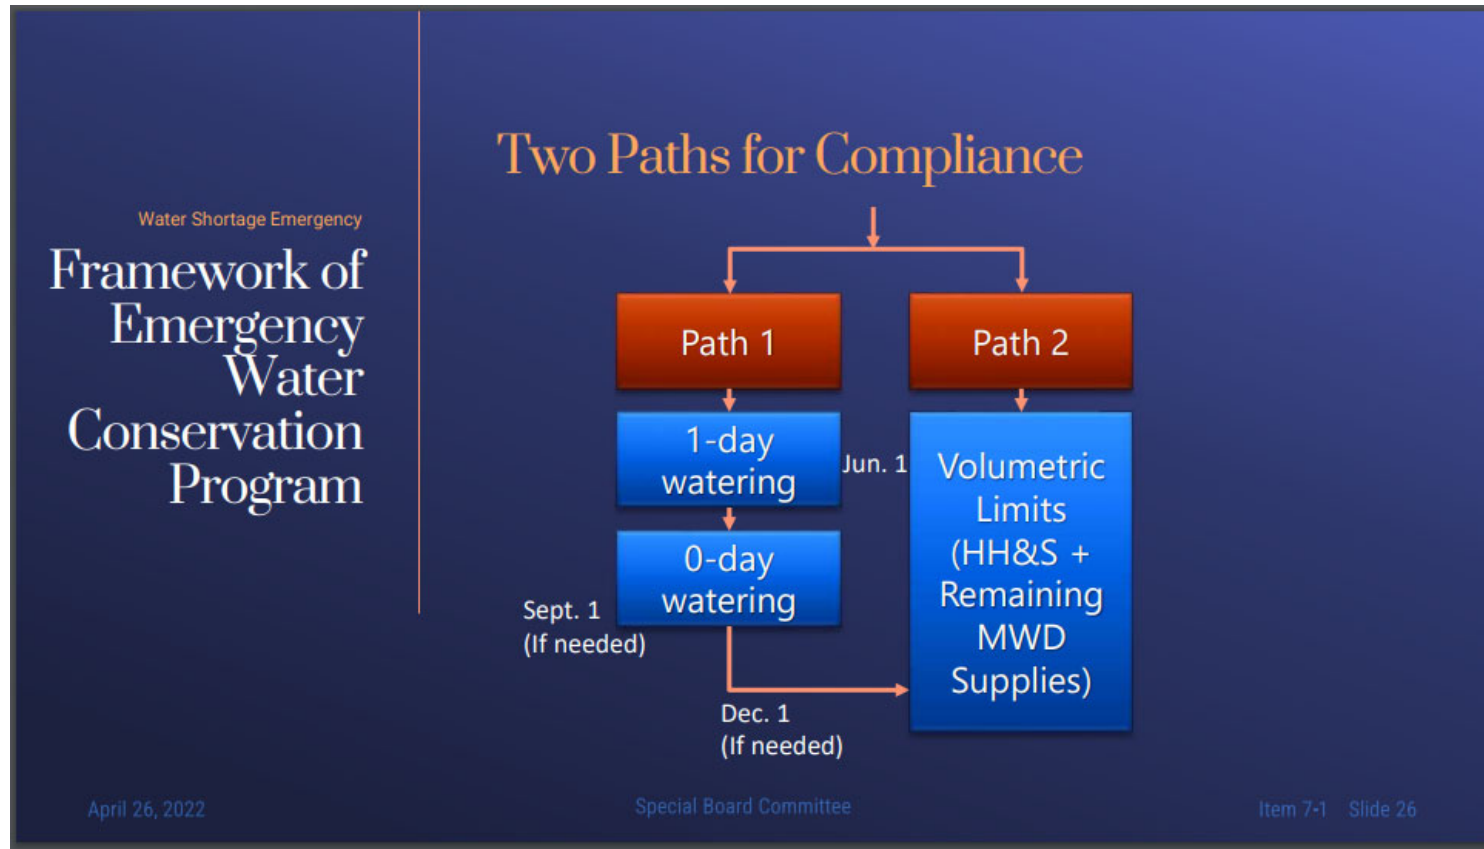 Two Paths for Compliance
Water Shortage Emergency
Framework of
Emergency
Water
Conservation
Program
Path 1
Path 2
1-day
watering
Jun. 1
0-day
watering
Sept. 1
(If needed)
Dec. 1
(If needed)
Volumetric
Limits
(HH&S +
Remaining
MWD
Supplies)
April 26, 2022
Special Board Committee
Item 7-1 Slide 26